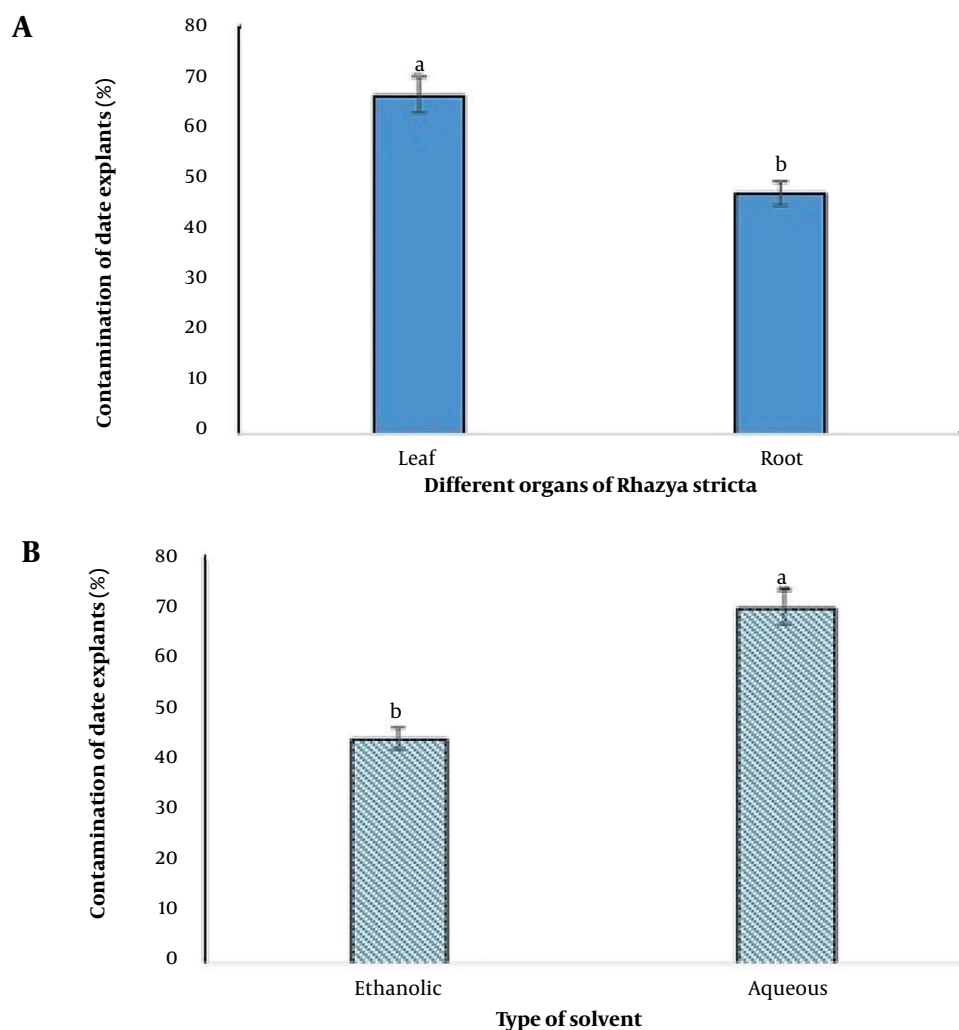 A
Contamination of date explants (%)
80
70
60
50
40
30
20
10
0
a
b
Leaf
Root
Different organs of Rhazya stricta
B
Contamination of date explants (%)
80
70
60
50
40
30
20
10
0
b
a
Ethanolic
Aqueous
Type of solvent